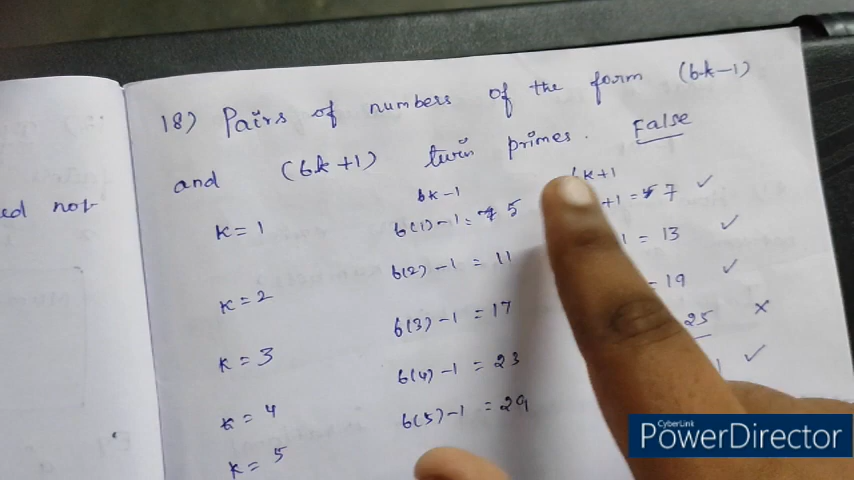 18) Pairs of numbers of the form (6k-1)
and (6k+1) twin primes. False
ed not
6k-1 6k+1
K=1 6(1)-1= 5 +1 = 7 ✓
K=2 6(2)-1 = 11 1 = 13 ✓
K=3 6(3)-1 = 17 = 19 ✓
K=4 6(4)-1 = 23 25 ×
K=5 6(5)-1 = 29 1 ✓
CyberLink
PowerDirector